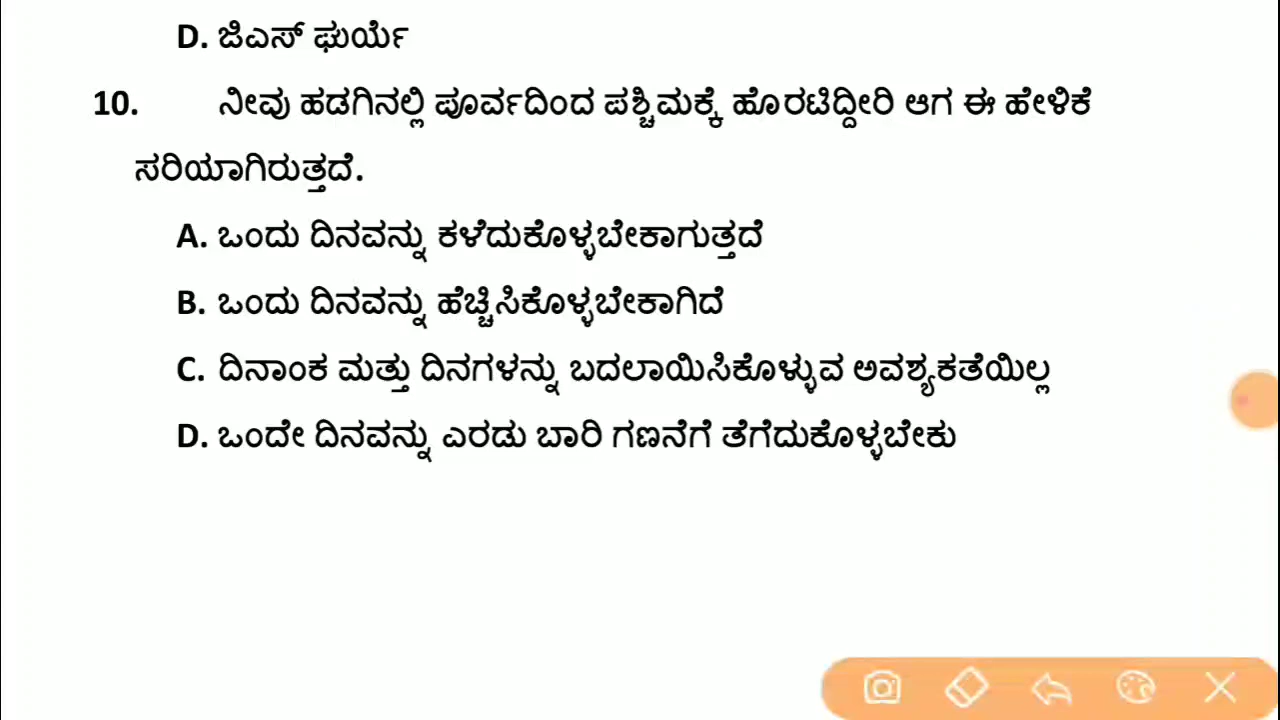 D. ಜಿಎಸ್ ಘುರ್ಯೆ
10. ನೀವು ಹಡಗಿನಲ್ಲಿ ಪೂರ್ವದಿಂದ ಪಶ್ಚಿಮಕ್ಕೆ ಹೊರಟಿದ್ದೀರಿ ಆಗ ಈ ಹೇಳಿಕೆ
ಸರಿಯಾಗಿರುತ್ತದೆ.
A. ಒಂದು ದಿನವನ್ನು ಕಳೆದುಕೊಳ್ಳಬೇಕಾಗುತ್ತದೆ
B. ಒಂದು ದಿನವನ್ನು ಹೆಚ್ಚಿಸಿಕೊಳ್ಳಬೇಕಾಗಿದೆ
C. ದಿನಾಂಕ ಮತ್ತು ದಿನಗಳನ್ನು ಬದಲಾಯಿಸಿಕೊಳ್ಳುವ ಅವಶ್ಯಕತೆಯಿಲ್ಲ
D. ಒಂದೇ ದಿನವನ್ನು ಎರಡು ಬಾರಿ ಗಣನೆಗೆ ತೆಗೆದುಕೊಳ್ಳಬೇಕು